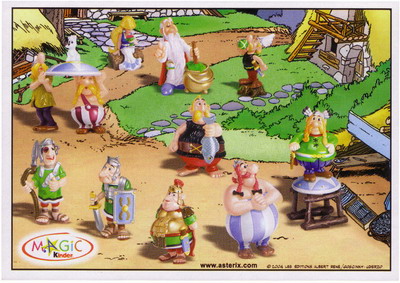 MAGIC
Kinder
www.asterix.com
© 2006 LES EDITIONS ALBERT RENE/GOSCINNY-UDERZO